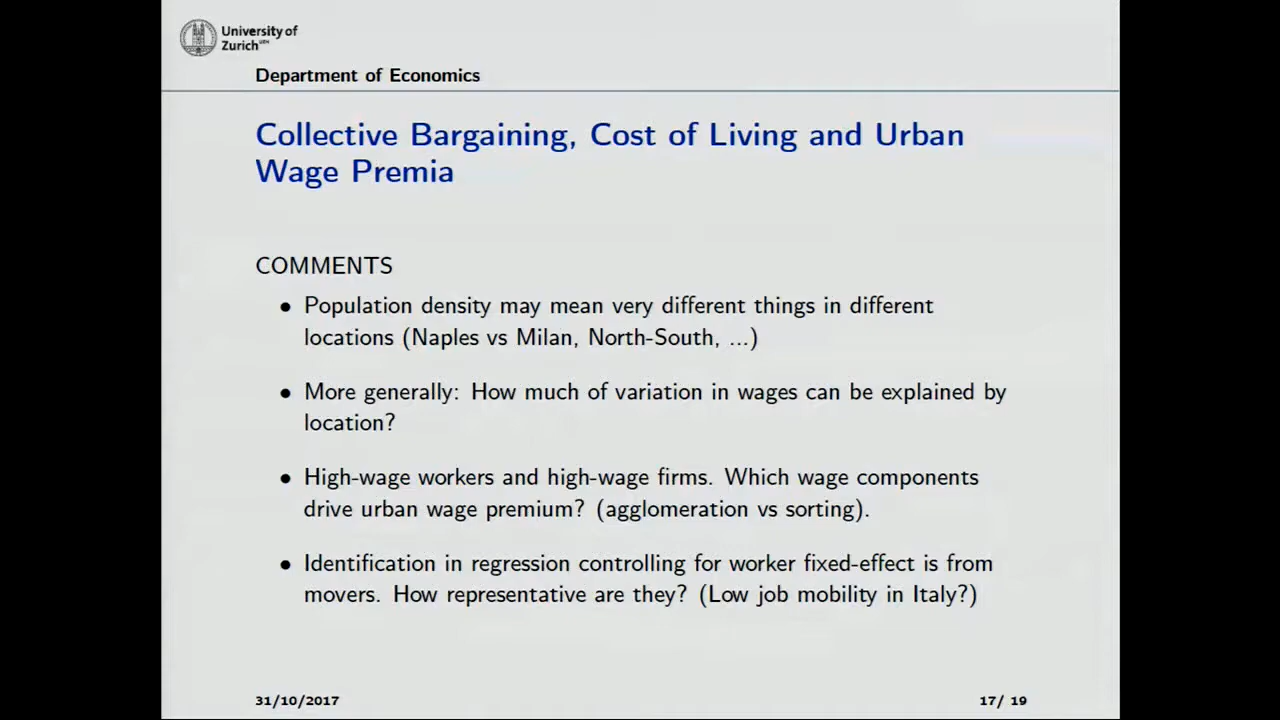 University of
Zurich UZH
Department of Economics
Collective Bargaining, Cost of Living and Urban
Wage Premia
COMMENTS
• Population density may mean very different things in different
locations (Naples vs Milan, North-South, ...)
• More generally: How much of variation in wages can be explained by
location?
• High-wage workers and high-wage firms. Which wage components
drive urban wage premium? (agglomeration vs sorting).
• Identification in regression controlling for worker fixed-effect is from
movers. How representative are they? (Low job mobility in Italy?)
31/10/2017
17/ 19